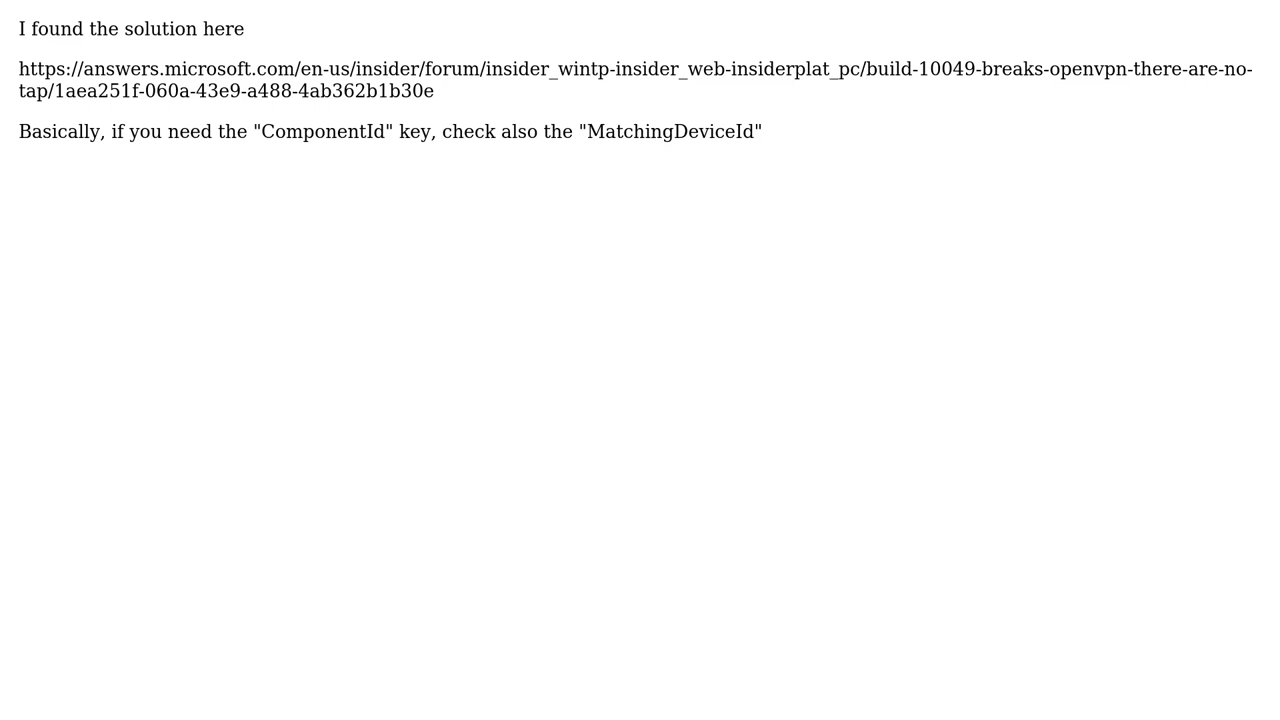 I found the solution here
https://answers.microsoft.com/en-us/insider/forum/insider_wintp-insider_web-insiderplat_pc/build-10049-breaks-openvpn-there-are-no-
tap/1aea251f-060a-43e9-a488-4ab362b1b30e
Basically, if you need the "ComponentId" key, check also the "MatchingDeviceId"